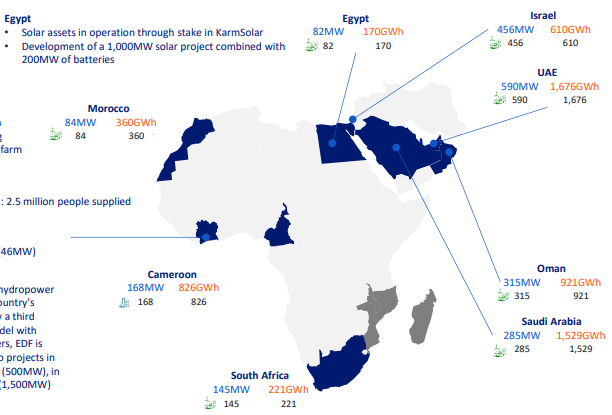 Egypt
• Solar assets in operation through stake in KarmSolar
• Development of a 1,000MW solar project combined with
200MW of batteries
Egypt
82MW 170GWh
82 170
Israel
456MW 610GWh
456 610
UAE
590MW 1,676GWh
590 1,676
Morocco
84MW 360GWh
84 360
farm
: 2.5 million people supplied
46MW)
Cameroon
168MW 826GWh
168 826
hydropower
country's
y a third
del with
ers, EDF is
o projects in
(500MW), in
(1,500MW)
Oman
315MW 921GWh
315 921
Saudi Arabia
285MW 1,529GWh
285 1,529
South Africa
145MW 221GWh
145 221